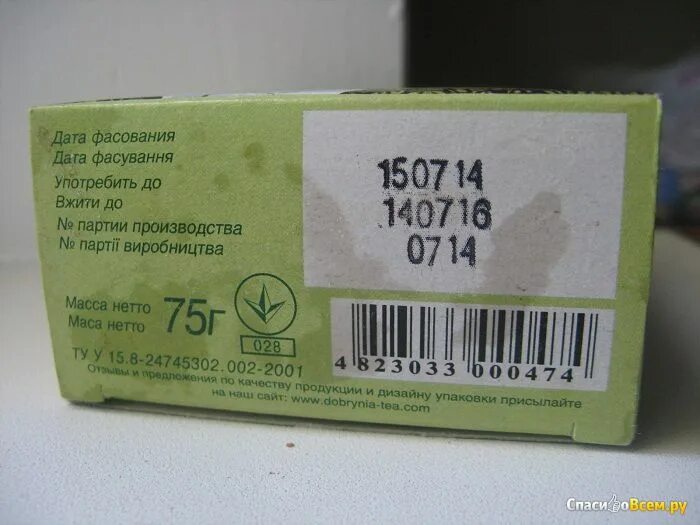 Дата фасования
Дата фасування
Употребить до
Вжити до
№ партии производства
№ партії виробництва
150714
140716
0714
Масса нетто
Маса нетто
75г
028
ТУ У 15.8-24745302.002-2001
4 823033 000474
Отзывы и предложения по качеству продукции и дизайну упаковки присылайте
на наш сайт: www.dobrynia-tea.com
СпасибоВсем.ру